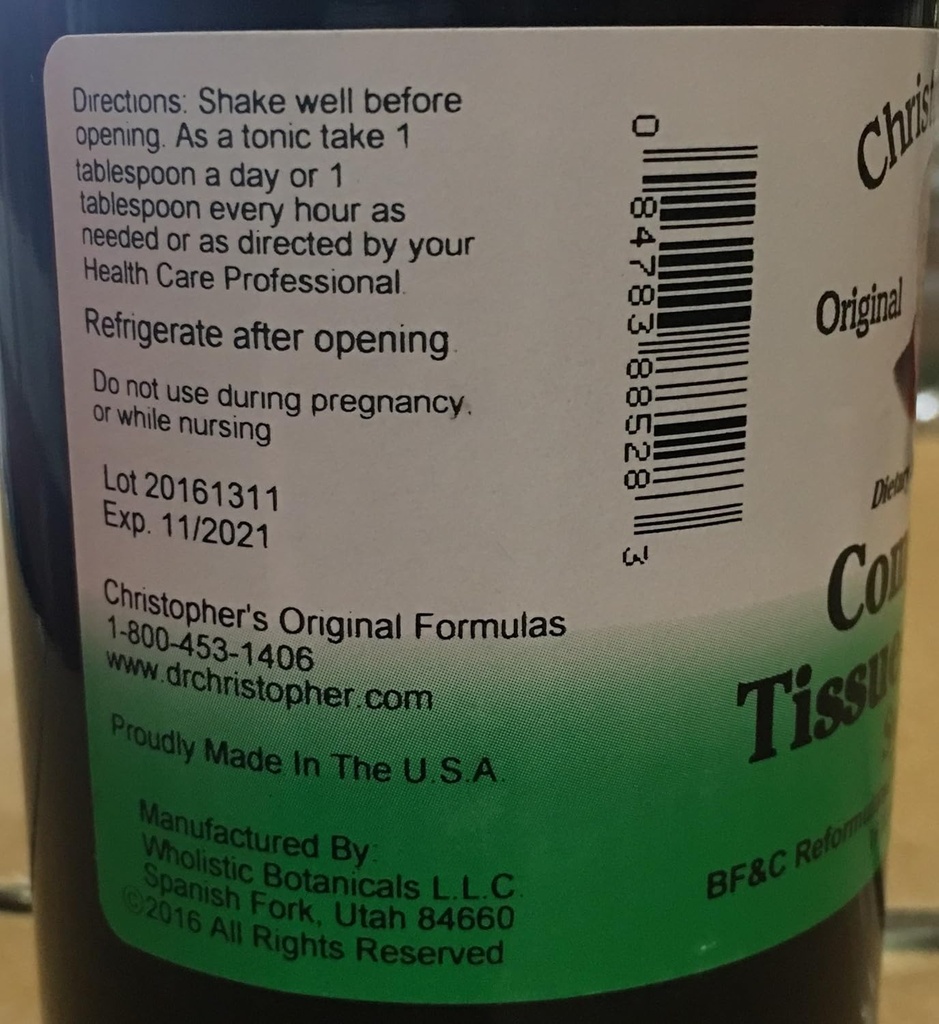 Directions: Shake well before
opening. As a tonic take 1
tablespoon a day or 1
tablespoon every hour as
needed or as directed by your
Health Care Professional.
Refrigerate after opening.
Do not use during pregnancy.
or while nursing
Lot 20161311
Exp. 11/2021
Christopher's Original Formulas
1-800-453-1406
www.drchristopher.com
Proudly Made In The U.S.A.
Manufactured By:
Wholistic Botanicals L.L.C.
Spanish Fork, Utah 84660
©2016 All Rights Reserved
0 84783 88528 3
Original
BF&C